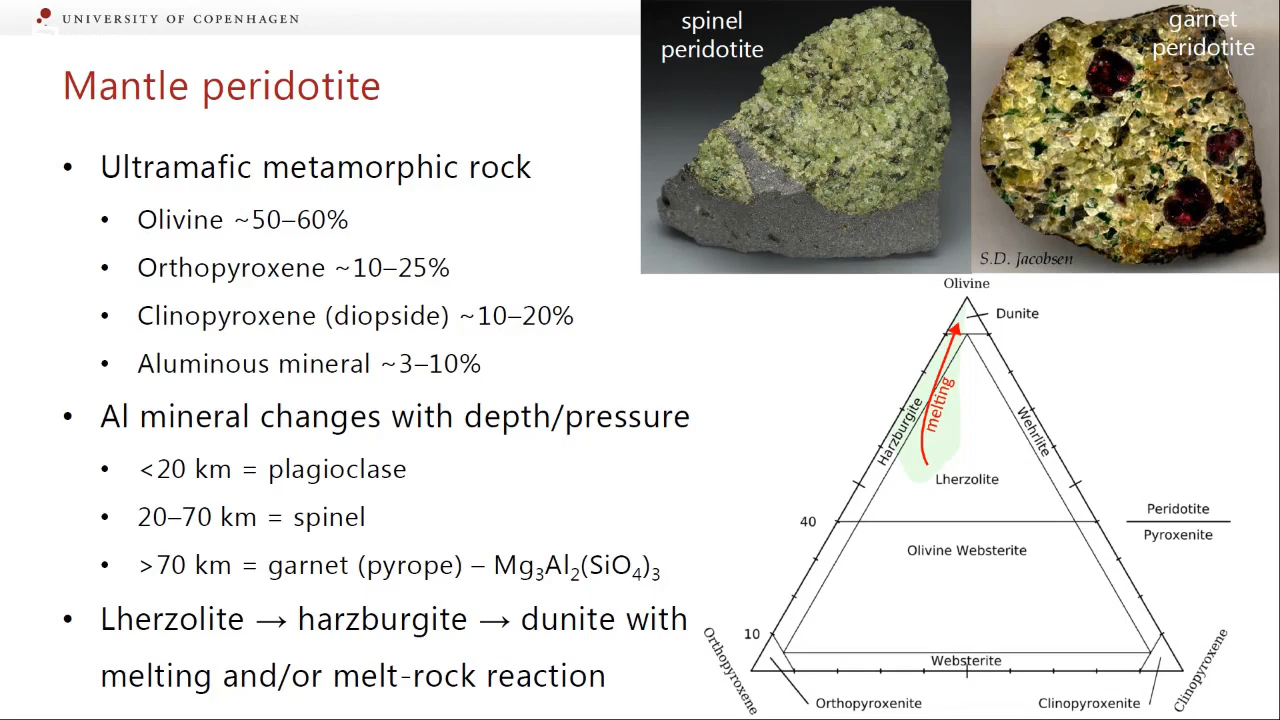 UNIVERSITY OF COPENHAGEN
Mantle peridotite
• Ultramafic metamorphic rock
• Olivine ~50–60%
• Orthopyroxene ~10–25%
• Clinopyroxene (diopside) ~10–20%
• Aluminous mineral ~3–10%
• Al mineral changes with depth/pressure
• <20 km = plagioclase
• 20–70 km = spinel
• >70 km = garnet (pyrope) – Mg₃Al₂(SiO₄)₃
• Lherzolite → harzburgite → dunite with
melting and/or melt-rock reaction
spinel
peridotite
garnet
peridotite
S.D. Jacobsen
Olivine
Dunite
melting
Harzburgite
Wehrlite
Lherzolite
40
Peridotite
Pyroxenite
Olivine Websterite
10
Websterite
Orthopyroxene
Orthopyroxenite
Clinopyroxenite
Clinopyroxene